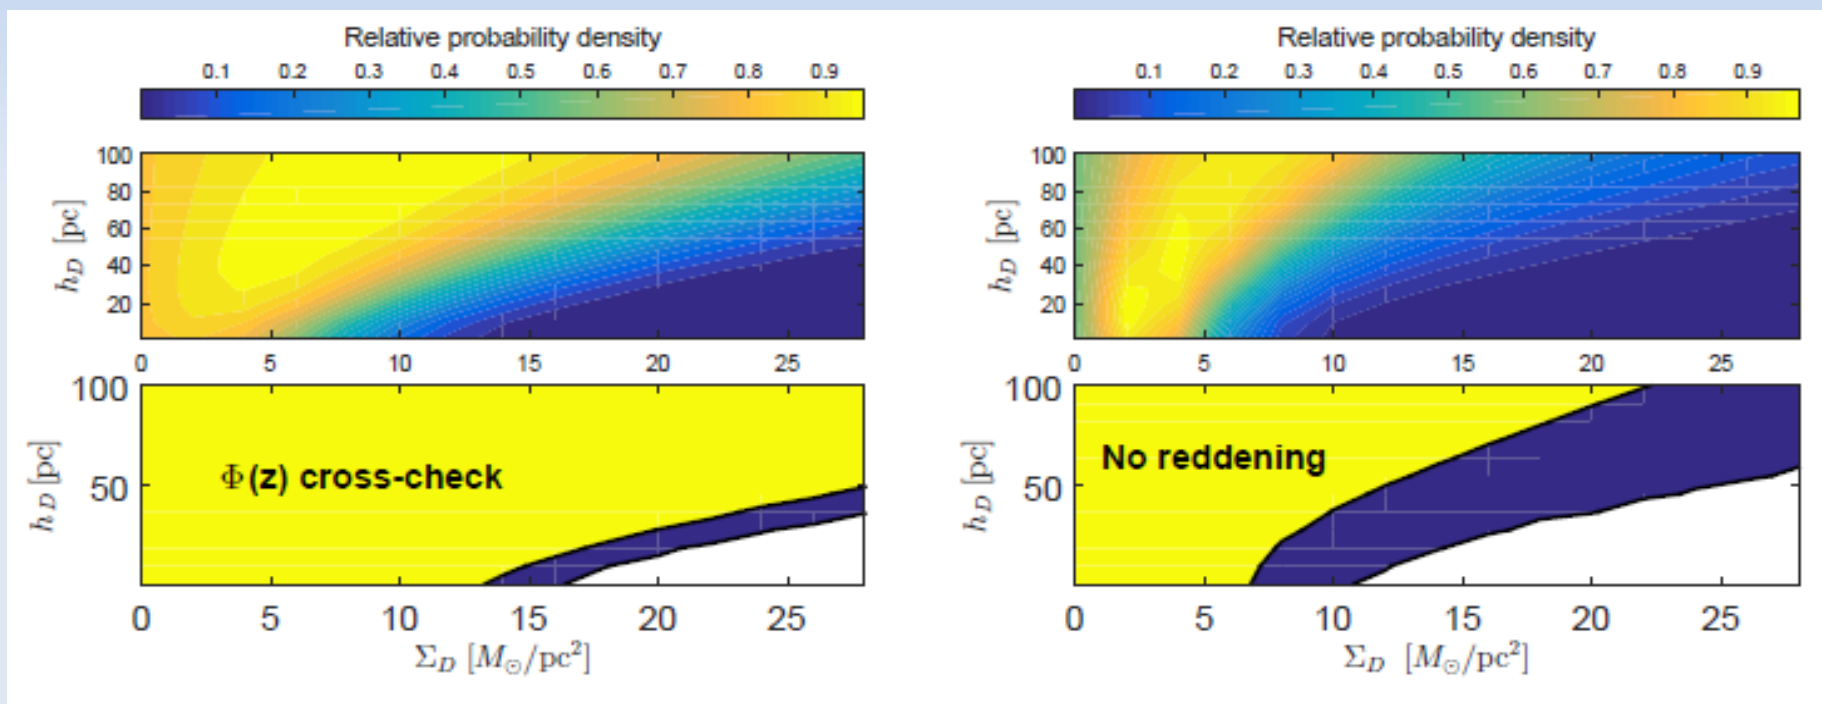 Relative probability density
0.1 0.2 0.3 0.4 0.5 0.6 0.7 0.8 0.9
100
80
60
40
20
h_D [pc]
0 5 10 15 20 25
100
50
h_D [pc]
Φ(z) cross-check
0 5 10 15 20 25
Σ_D [M_⊙/pc²]
Relative probability density
0.1 0.2 0.3 0.4 0.5 0.6 0.7 0.8 0.9
100
80
60
40
20
h_D [pc]
0 5 10 15 20 25
100
50
h_D [pc]
No reddening
0 5 10 15 20 25
Σ_D [M_⊙/pc²]